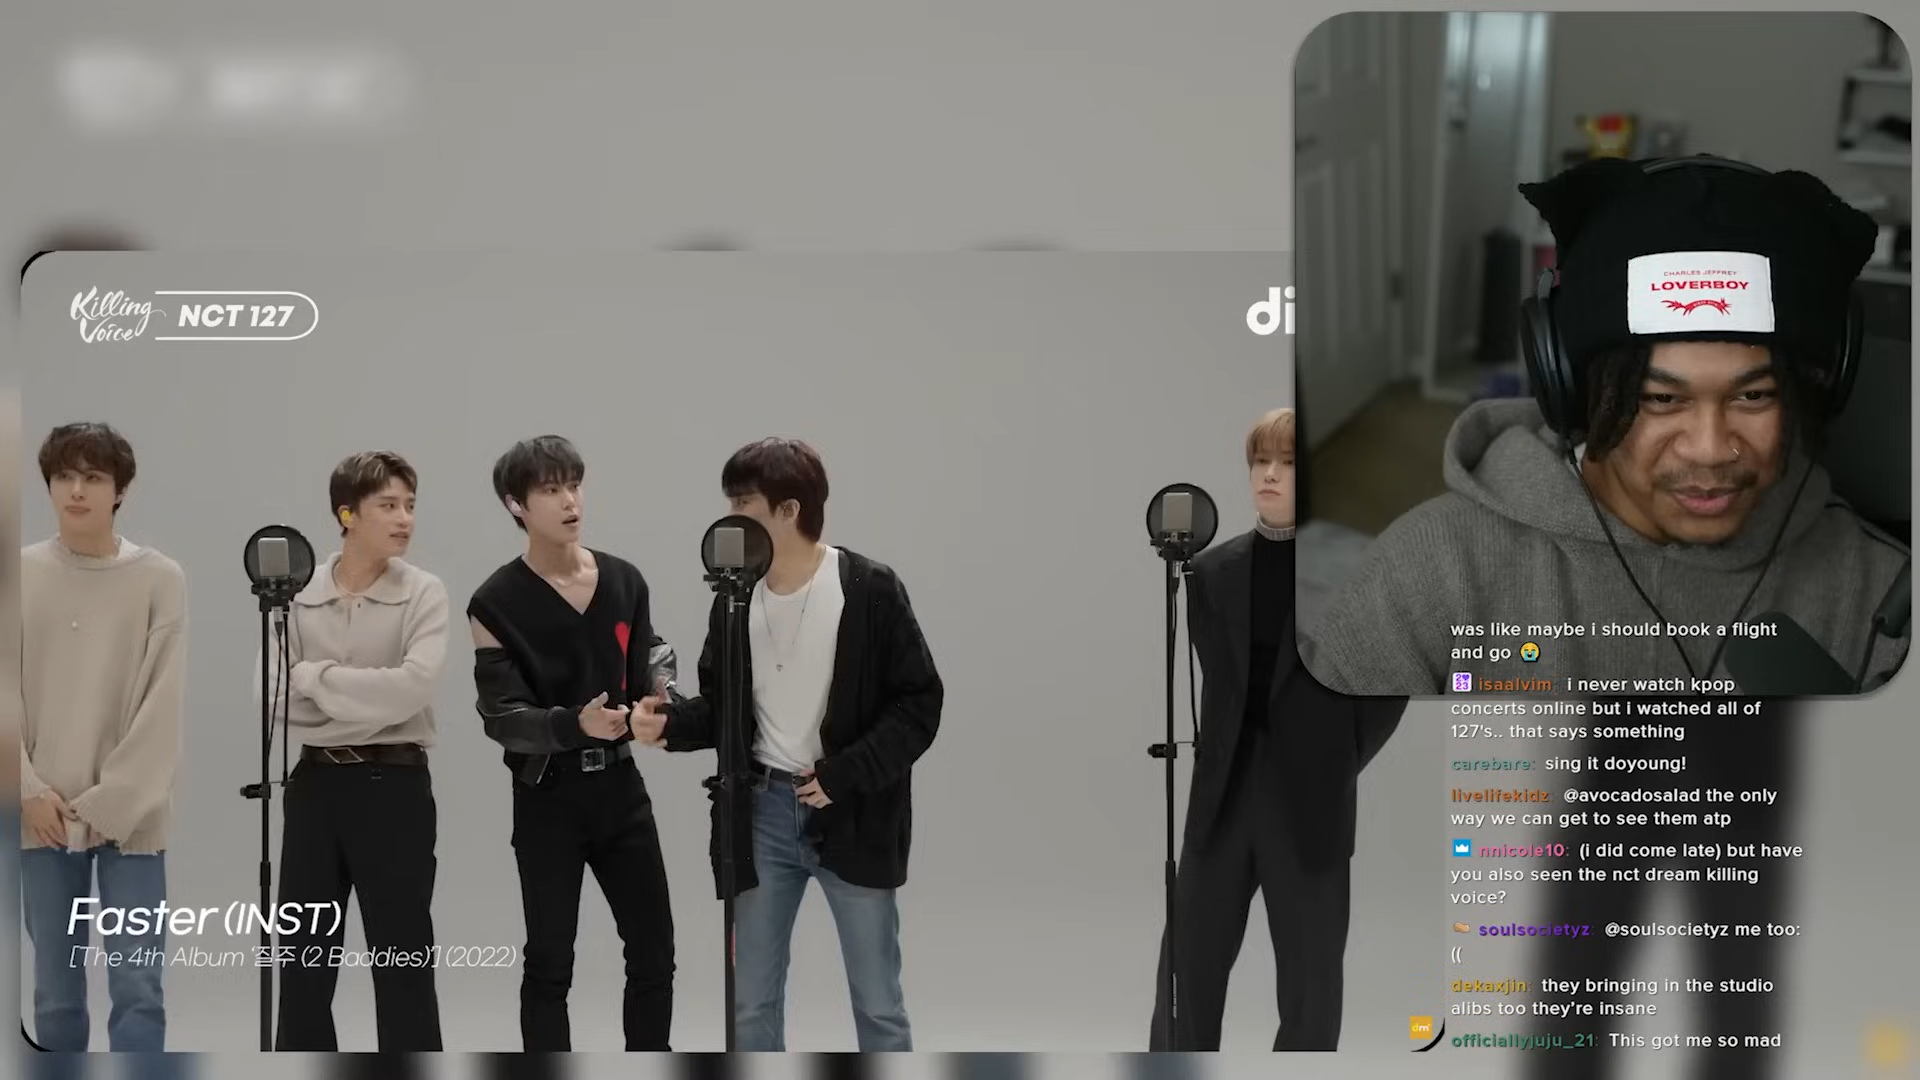 Killing
Voice
NCT 127
di
CHARLES JEFFREY
LOVERBOY
was like maybe i should book a flight
and go 😭
isaalvim: i never watch kpop
concerts online but i watched all of
127's.. that says something
carebare: sing it doyoung!
livelifekidz: @avocadosalad the only
way we can get to see them atp
nnicole10: (i did come late) but have
you also seen the nct dream killing
voice?
soulsocietyz: @soulsocietyz me too:
((
dekaxjin: they bringing in the studio
alibs too they're insane
officiallyjuju_21: This got me so mad
Faster (INST)
[The 4th Album '질주 (2 Baddies)'] (2022)
dm